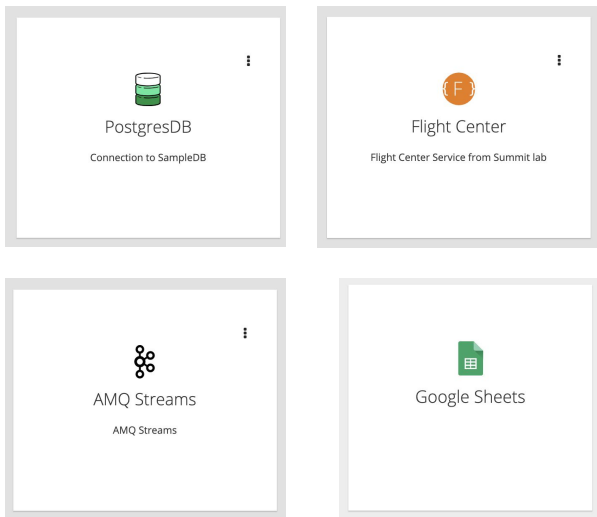 PostgresDB
Connection to SampleDB
{ F }
Flight Center
Flight Center Service from Summit lab
AMQ Streams
AMQ Streams
Google Sheets